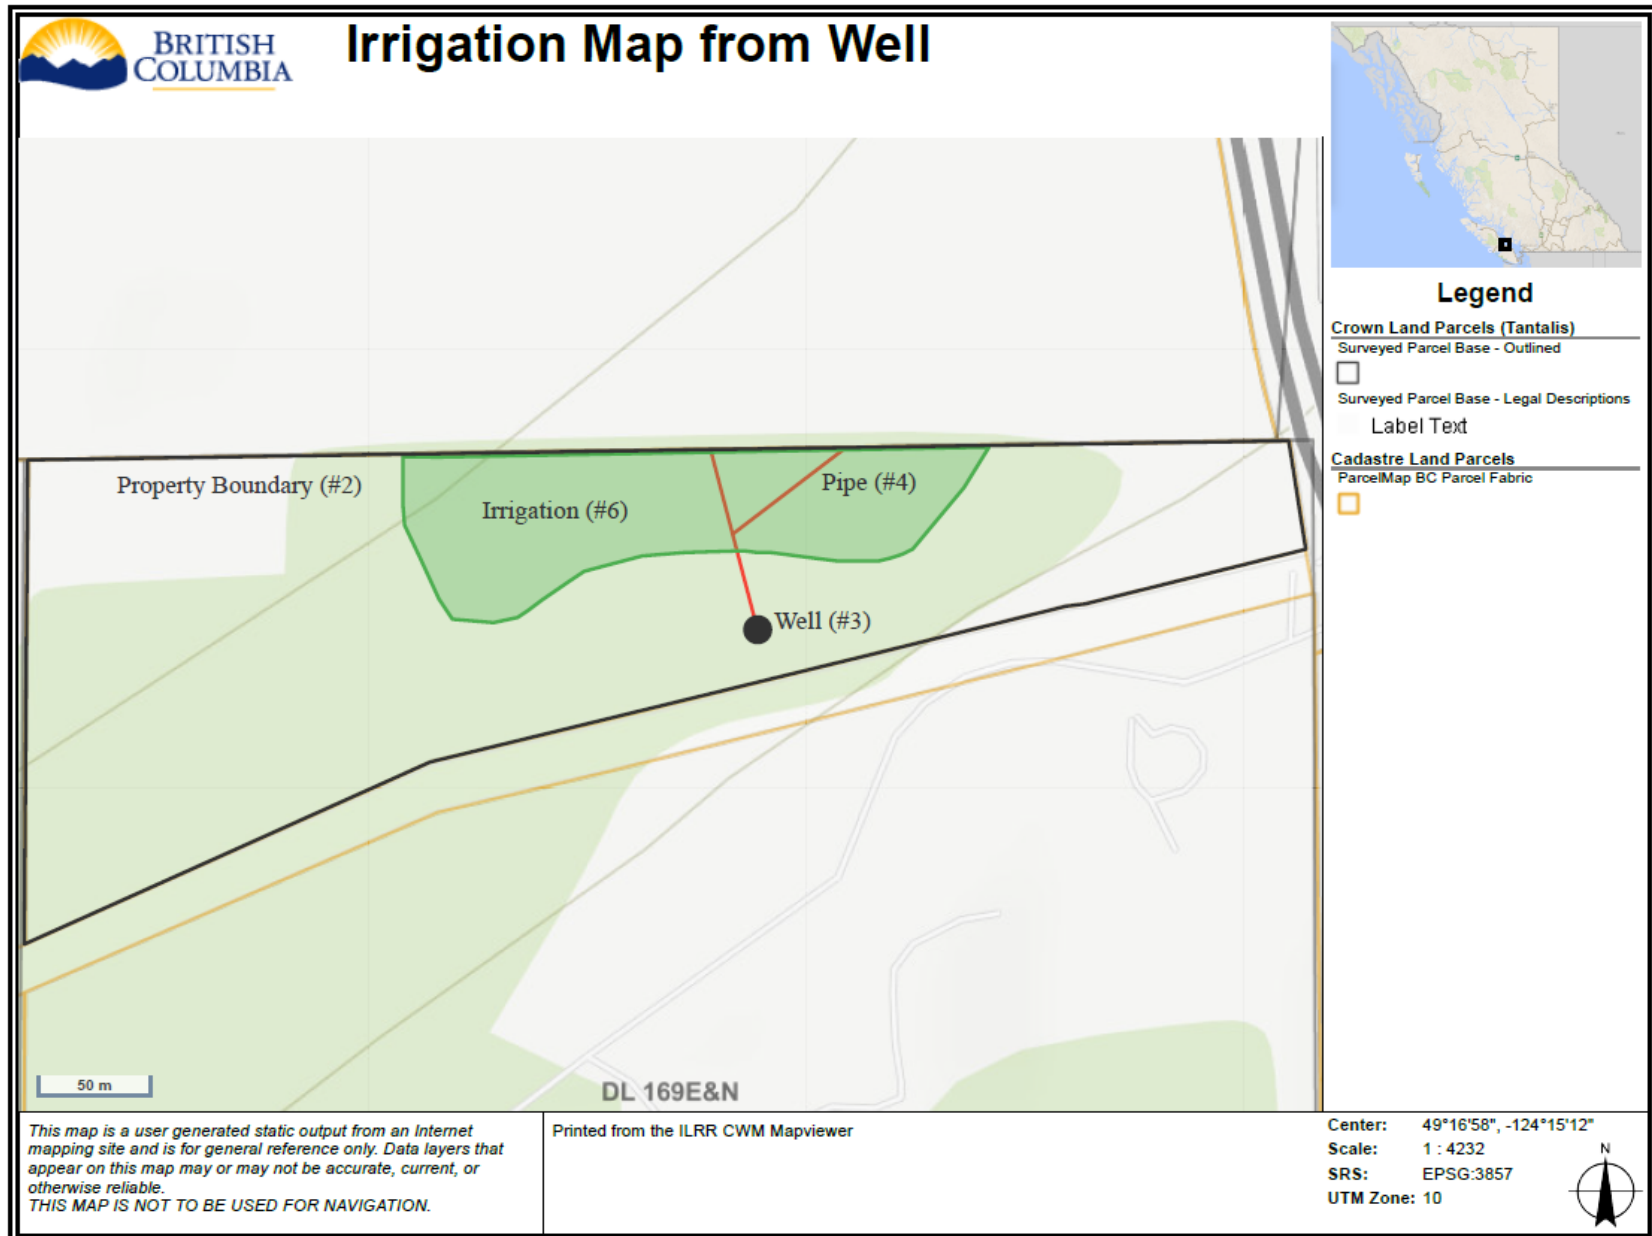 BRITISH
COLUMBIA
Irrigation Map from Well
Legend
Crown Land Parcels (Tantalis)
Surveyed Parcel Base - Outlined
Surveyed Parcel Base - Legal Descriptions
Label Text
Cadastre Land Parcels
ParcelMap BC Parcel Fabric
Property Boundary (#2)
Irrigation (#6)
Pipe (#4)
Well (#3)
50 m
DL 169E&N
This map is a user generated static output from an Internet
mapping site and is for general reference only. Data layers that
appear on this map may or may not be accurate, current, or
otherwise reliable.
THIS MAP IS NOT TO BE USED FOR NAVIGATION.
Printed from the ILRR CWM Mapviewer
Center: 49°16'58", -124°15'12"
Scale: 1 : 4232
SRS: EPSG:3857
UTM Zone: 10
N